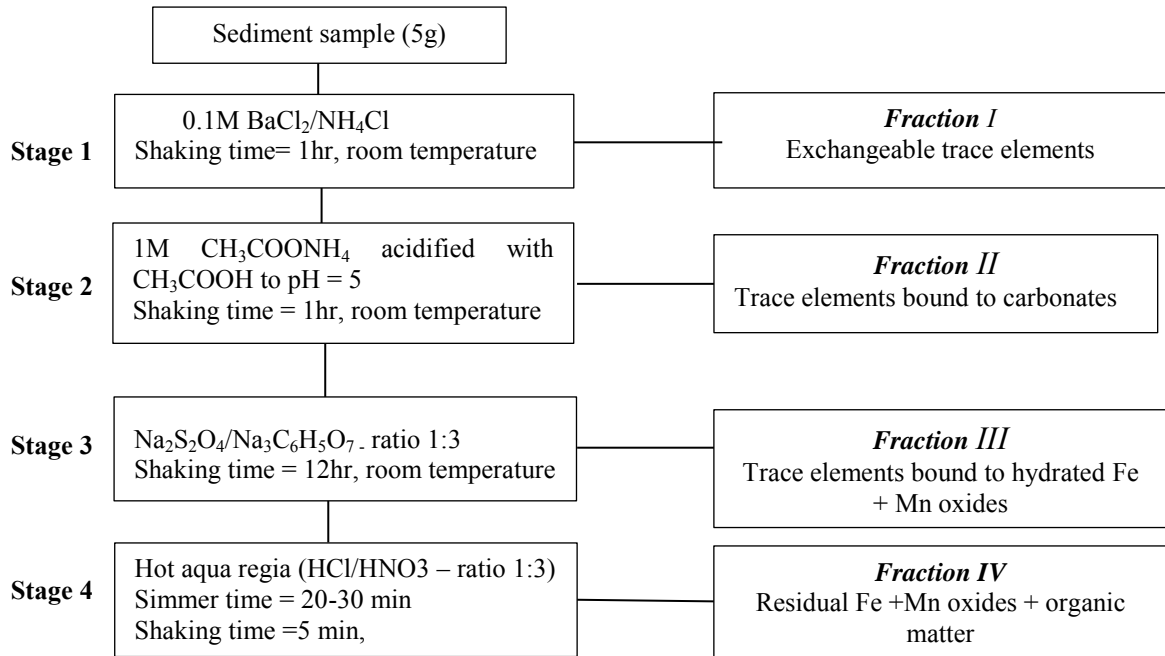 Sediment sample (5g)
Stage 1
0.1M BaCl₂/NH₄Cl
Shaking time= 1hr, room temperature
Fraction I
Exchangeable trace elements
Stage 2
1M CH₃COONH₄ acidified with
CH₃COOH to pH = 5
Shaking time = 1hr, room temperature
Fraction II
Trace elements bound to carbonates
Stage 3
Na₂S₂O₄/Na₃C₆H₅O₇ - ratio 1:3
Shaking time = 12hr, room temperature
Fraction III
Trace elements bound to hydrated Fe
+ Mn oxides
Stage 4
Hot aqua regia (HCl/HNO3 – ratio 1:3)
Simmer time = 20-30 min
Shaking time =5 min,
Fraction IV
Residual Fe +Mn oxides + organic
matter